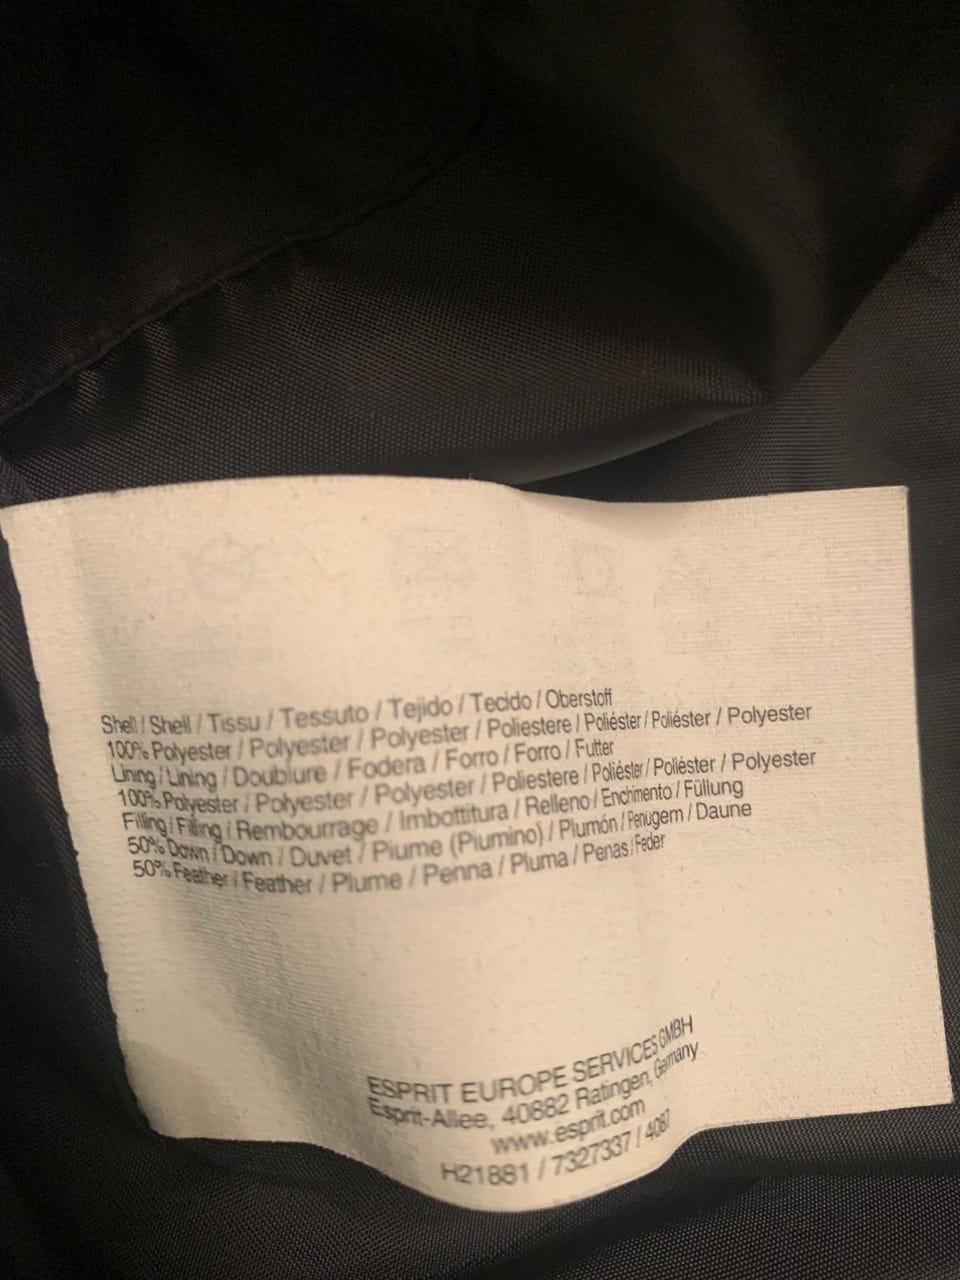 Shell / Shell / Tissu / Tessuto / Tejido / Tecido / Oberstoff
100% Polyester / Polyester / Polyester / Poliestere / Poliéster / Poliéster / Polyester
Lining / Lining / Doublure / Fodera / Forro / Forro / Futter
100% Polyester / Polyester / Polyester / Poliestere / Poliéster / Poliéster / Polyester
Filling / Filling / Rembourrage / Imbottitura / Relleno / Enchimento / Füllung
50% Down / Down / Duvet / Piume (Piumino) / Plumón / Penugem / Daune
50% Feather / Feather / Plume / Penna / Pluma / Penas / Feder
ESPRIT EUROPE SERVICES GMBH
Esprit-Allee, 40882 Ratingen, Germany
www.esprit.com
H21881 / 7327337 / 4087